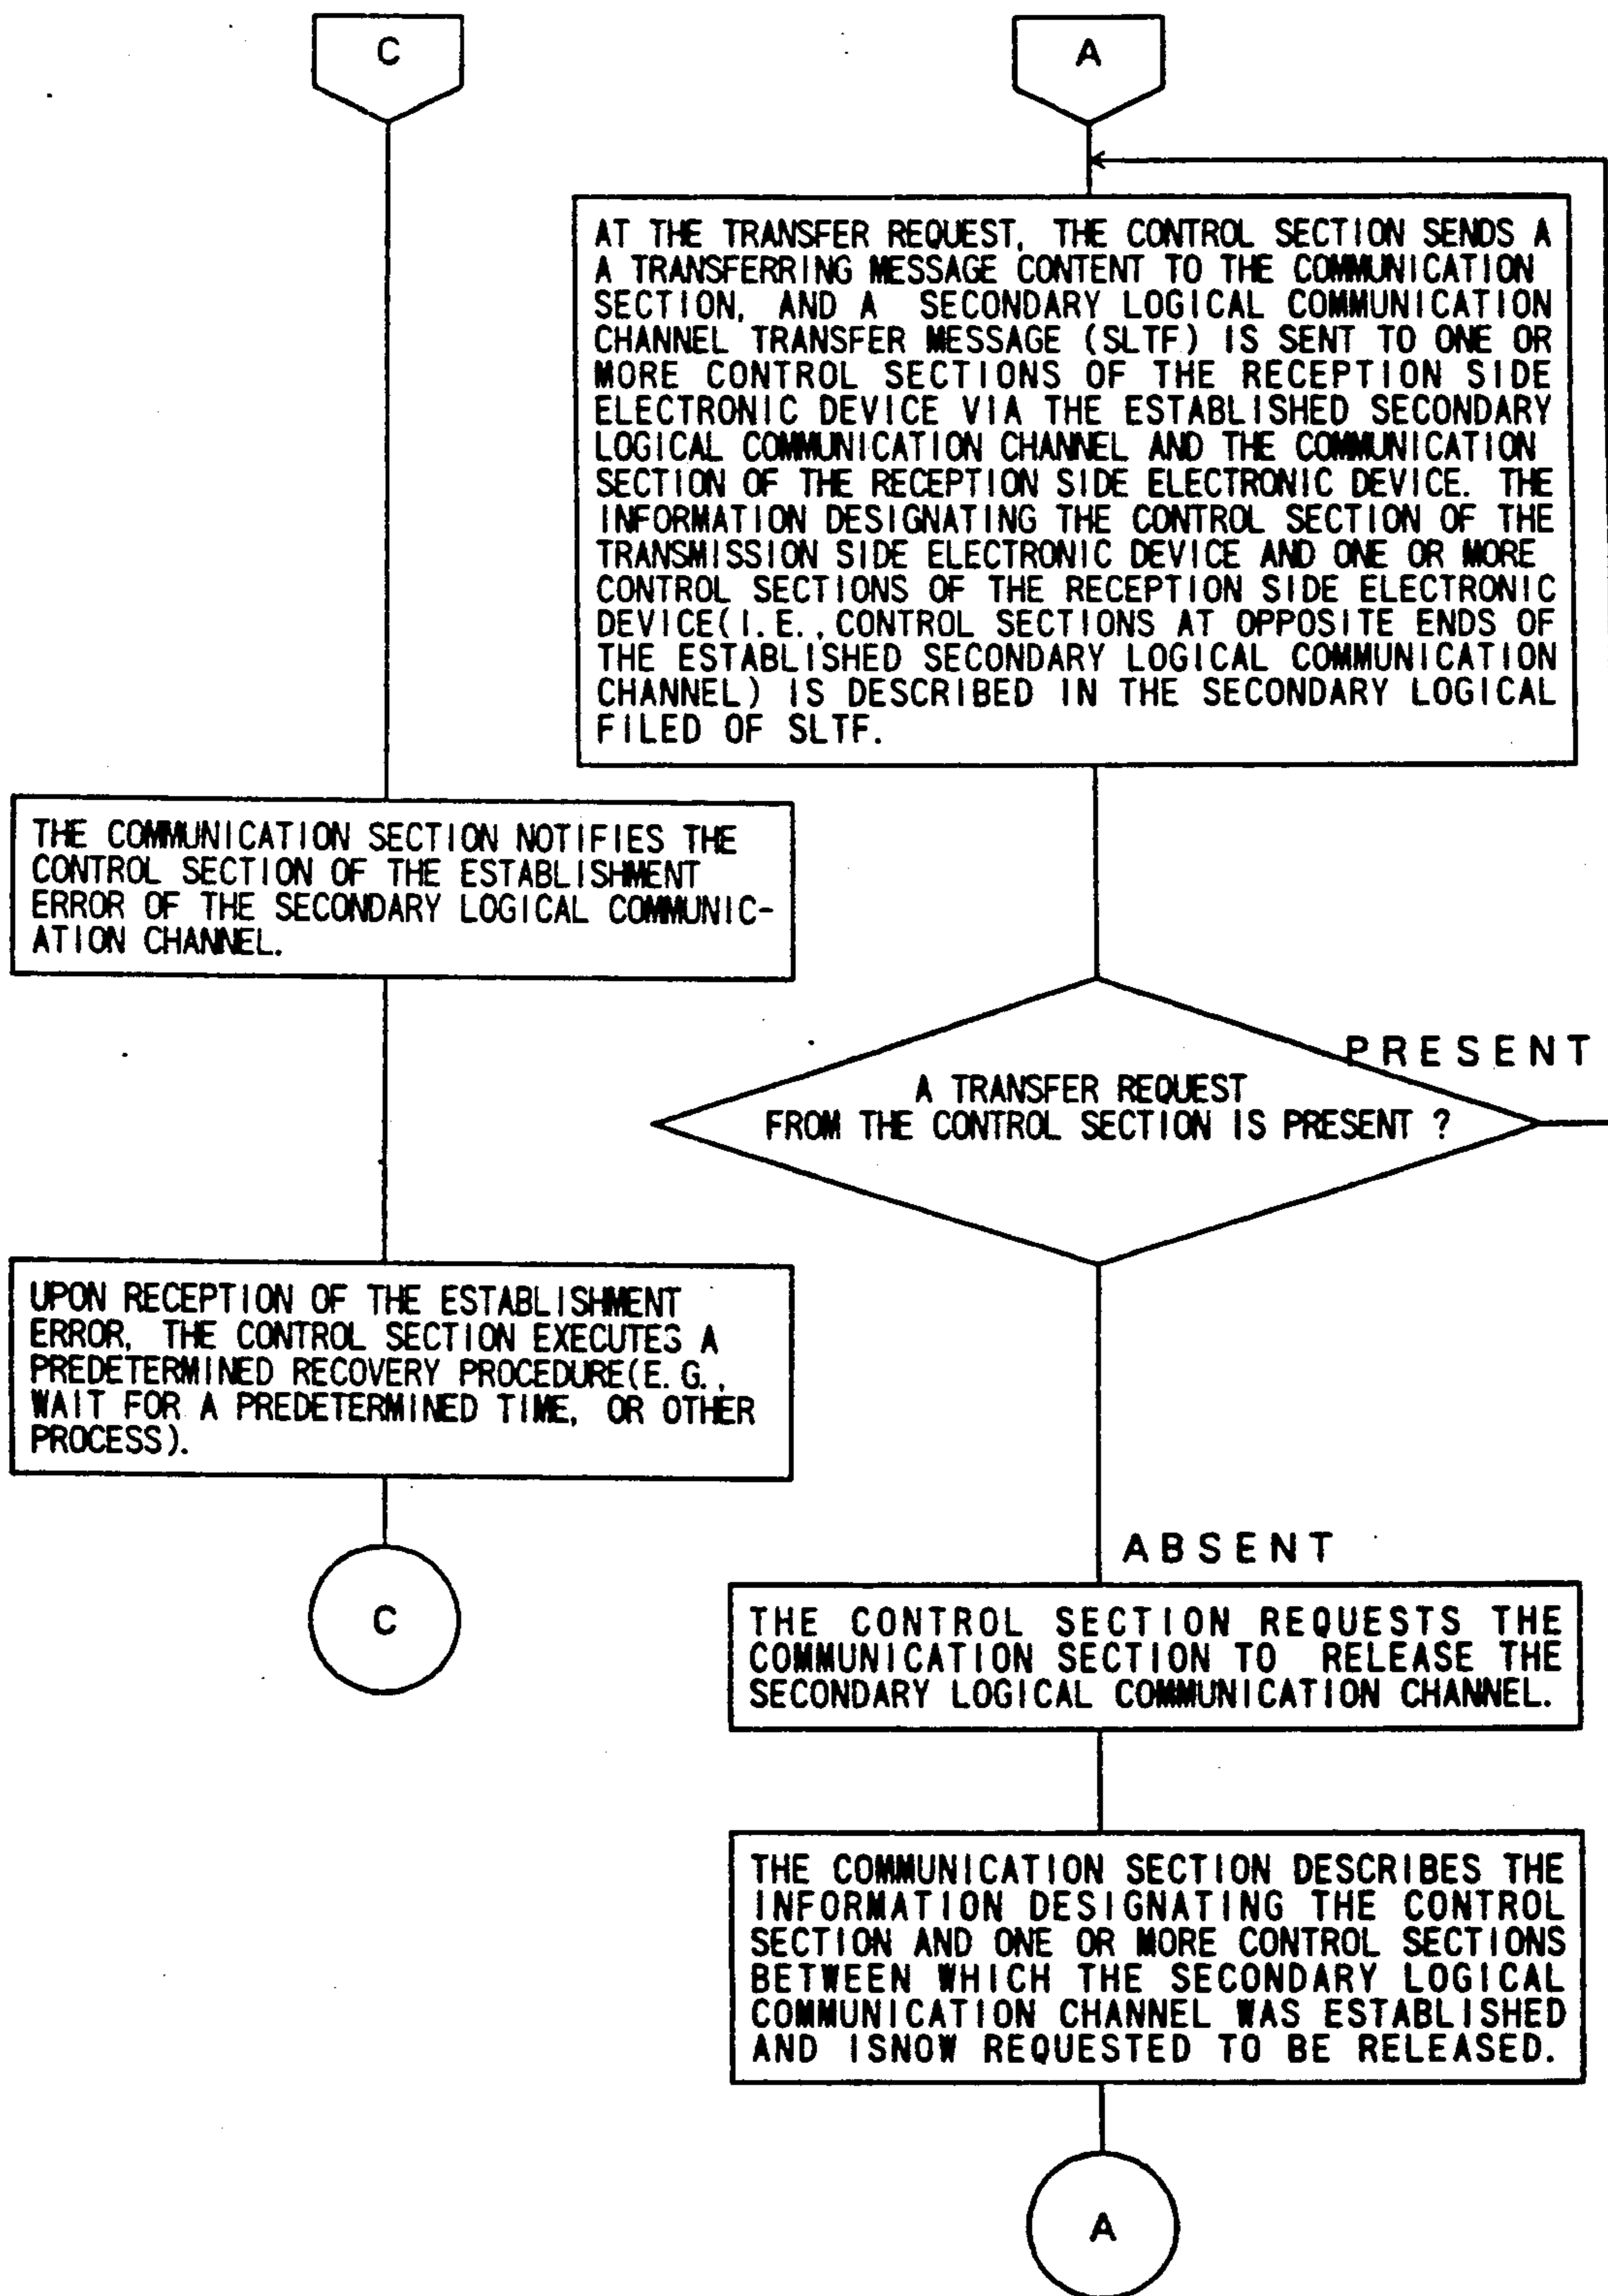 C
A
AT THE TRANSFER REQUEST, THE CONTROL SECTION SENDS A
A TRANSFERRING MESSAGE CONTENT TO THE COMMUNICATION
SECTION, AND A SECONDARY LOGICAL COMMUNICATION
CHANNEL TRANSFER MESSAGE (SLTF) IS SENT TO ONE OR
MORE CONTROL SECTIONS OF THE RECEPTION SIDE
ELECTRONIC DEVICE VIA THE ESTABLISHED SECONDARY
LOGICAL COMMUNICATION CHANNEL AND THE COMMUNICATION
SECTION OF THE RECEPTION SIDE ELECTRONIC DEVICE. THE
INFORMATION DESIGNATING THE CONTROL SECTION OF THE
TRANSMISSION SIDE ELECTRONIC DEVICE AND ONE OR MORE
CONTROL SECTIONS OF THE RECEPTION SIDE ELECTRONIC
DEVICE(I.E., CONTROL SECTIONS AT OPPOSITE ENDS OF
THE ESTABLISHED SECONDARY LOGICAL COMMUNICATION
CHANNEL) IS DESCRIBED IN THE SECONDARY LOGICAL
FILED OF SLTF.
THE COMMUNICATION SECTION NOTIFIES THE
CONTROL SECTION OF THE ESTABLISHMENT
ERROR OF THE SECONDARY LOGICAL COMMUNIC-
ATION CHANNEL.
PRESENT
A TRANSFER REQUEST
FROM THE CONTROL SECTION IS PRESENT ?
UPON RECEPTION OF THE ESTABLISHMENT
ERROR, THE CONTROL SECTION EXECUTES A
PREDETERMINED RECOVERY PROCEDURE(E.G.,
WAIT FOR A PREDETERMINED TIME, OR OTHER
PROCESS).
C
ABSENT
THE CONTROL SECTION REQUESTS THE
COMMUNICATION SECTION TO RELEASE THE
SECONDARY LOGICAL COMMUNICATION CHANNEL.
THE COMMUNICATION SECTION DESCRIBES THE
INFORMATION DESIGNATING THE CONTROL
SECTION AND ONE OR MORE CONTROL SECTIONS
BETWEEN WHICH THE SECONDARY LOGICAL
COMMUNICATION CHANNEL WAS ESTABLISHED
AND ISNOW REQUESTED TO BE RELEASED.
A